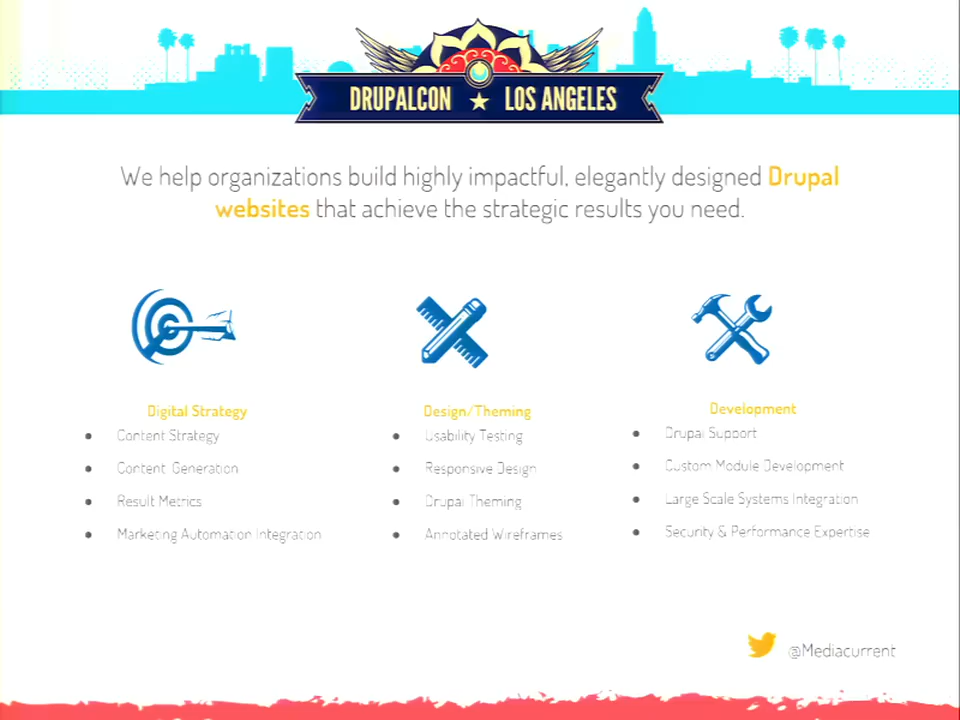 DRUPALCON ★ LOS ANGELES
We help organizations build highly impactful, elegantly designed Drupal
websites that achieve the strategic results you need.
Digital Strategy
• Content Strategy
• Content Generation
• Result Metrics
• Marketing Automation Integration
Design/Theming
• Usability Testing
• Responsive Design
• Drupal Theming
• Annotated Wireframes
Development
• Drupal Support
• Custom Module Development
• Large Scale Systems Integration
• Security & Performance Expertise
@Mediacurrent